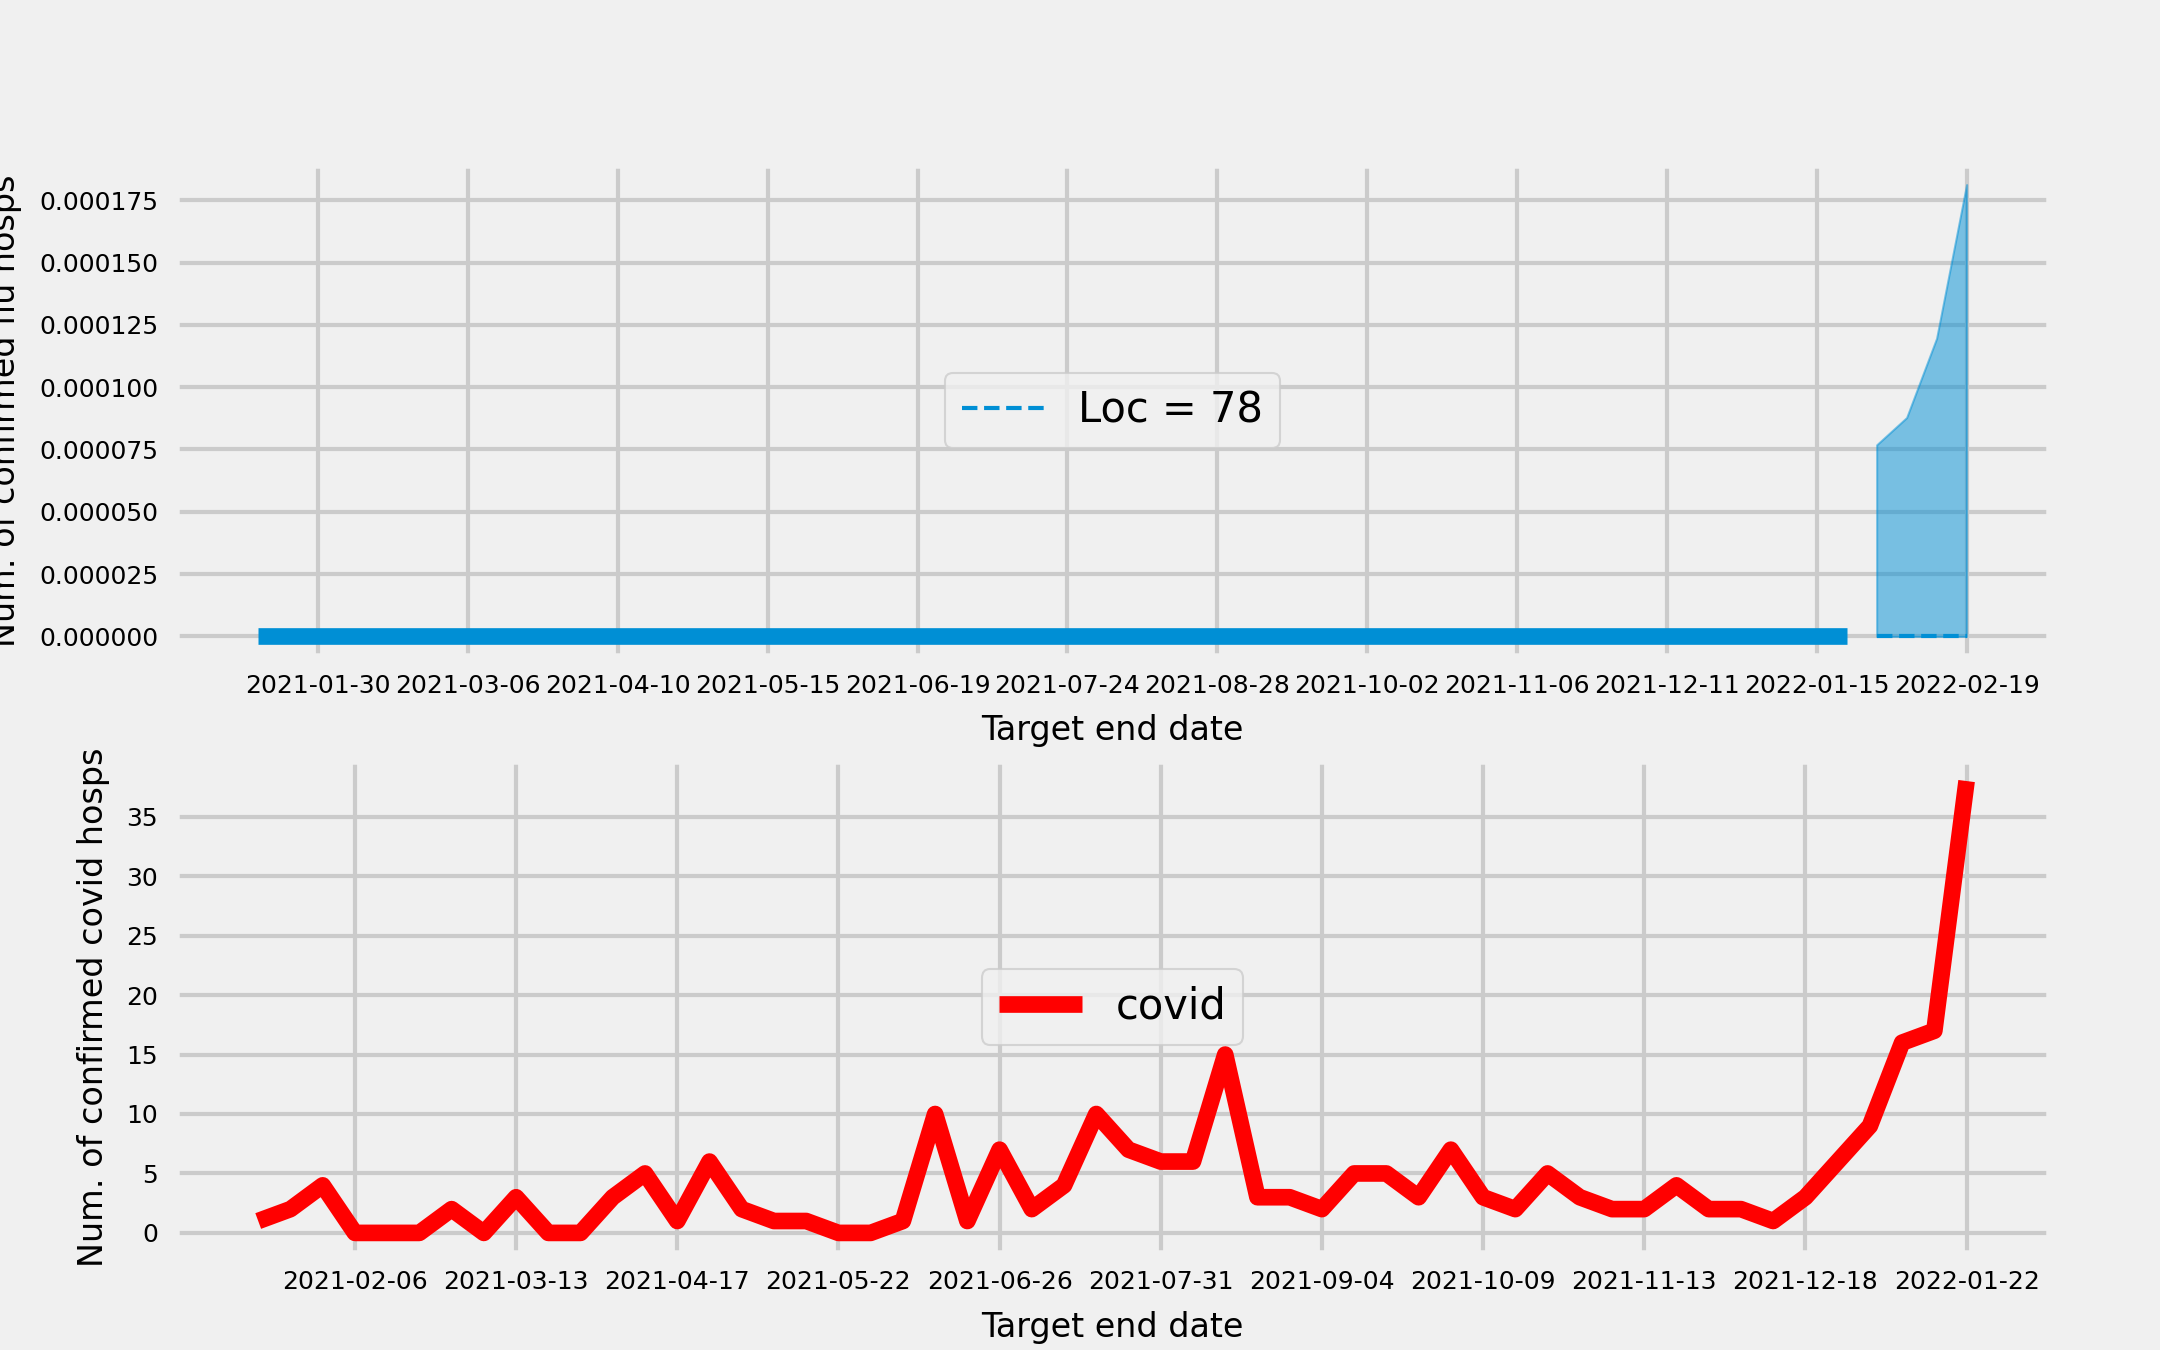 Num. of confirmed flu hosps
0.000175
0.000150
0.000125
0.000100
0.000075
0.000050
0.000025
0.000000
Loc = 78
2021-01-30 2021-03-06 2021-04-10 2021-05-15 2021-06-19 2021-07-24 2021-08-28 2021-10-02 2021-11-06 2021-12-11 2022-01-15 2022-02-19
Target end date
Num. of confirmed covid hosps
35
30
25
20
15
10
5
0
covid
2021-02-06 2021-03-13 2021-04-17 2021-05-22 2021-06-26 2021-07-31 2021-09-04 2021-10-09 2021-11-13 2021-12-18 2022-01-22
Target end date